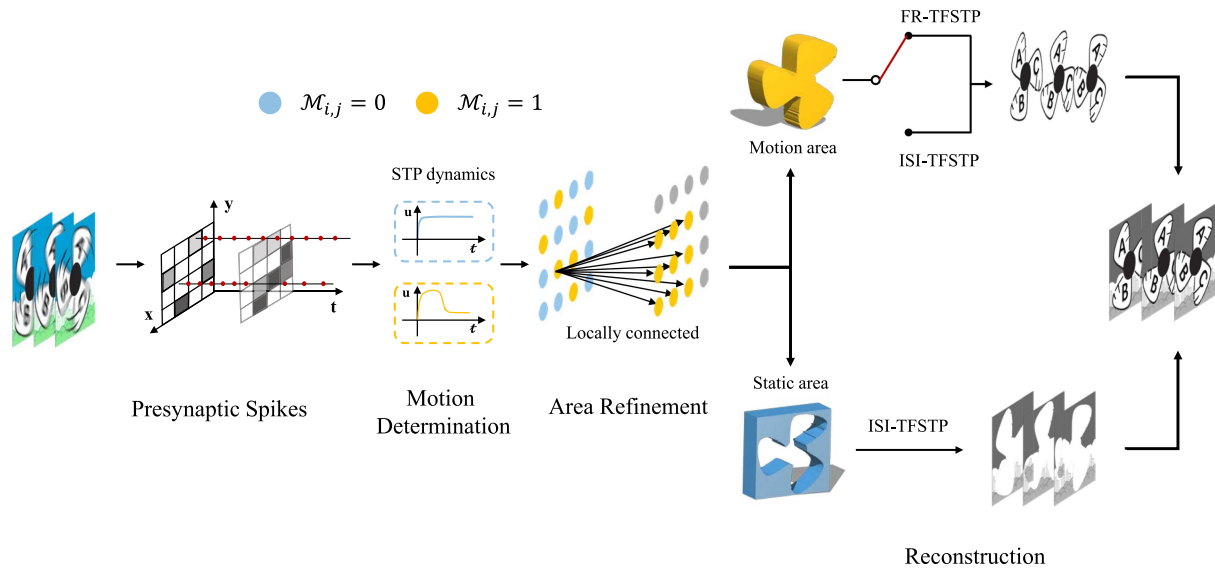 FR-TFSTP
ISI-TFSTP
Motion area
ℳ𝑖,𝑗 = 0
ℳ𝑖,𝑗 = 1
STP dynamics
u
t
u
t
y
x
t
Locally connected
Presynaptic Spikes
Motion
Determination
Area Refinement
Static area
ISI-TFSTP
Reconstruction
A
C
B
A
B
C
A
B
C
A
B
A
B
A
B
C